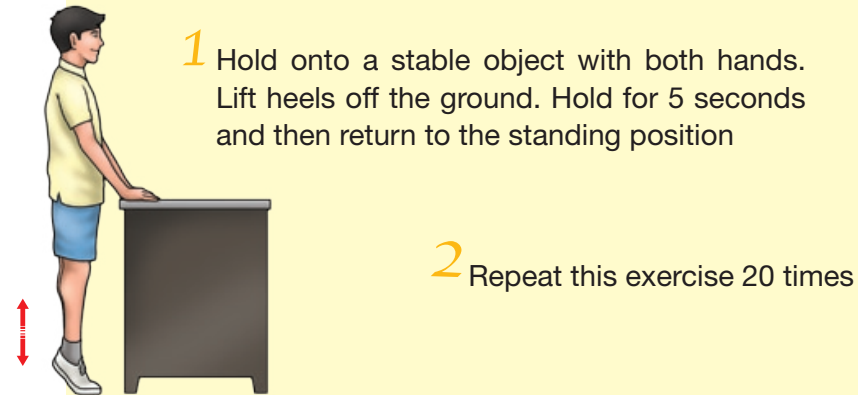 1 Hold onto a stable object with both hands.
Lift heels off the ground. Hold for 5 seconds
and then return to the standing position
2 Repeat this exercise 20 times